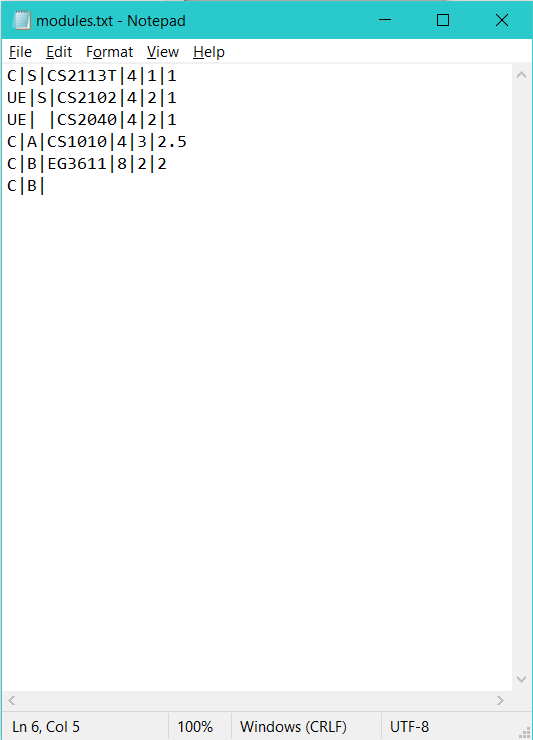 modules.txt - Notepad
File Edit Format View Help
C|S|CS2113T|4|1|1
UE|S|CS2102|4|2|1
UE| |CS2040|4|2|1
C|A|CS1010|4|3|2.5
C|B|EG3611|8|2|2
C|B|
Ln 6, Col 5 100% Windows (CRLF) UTF-8